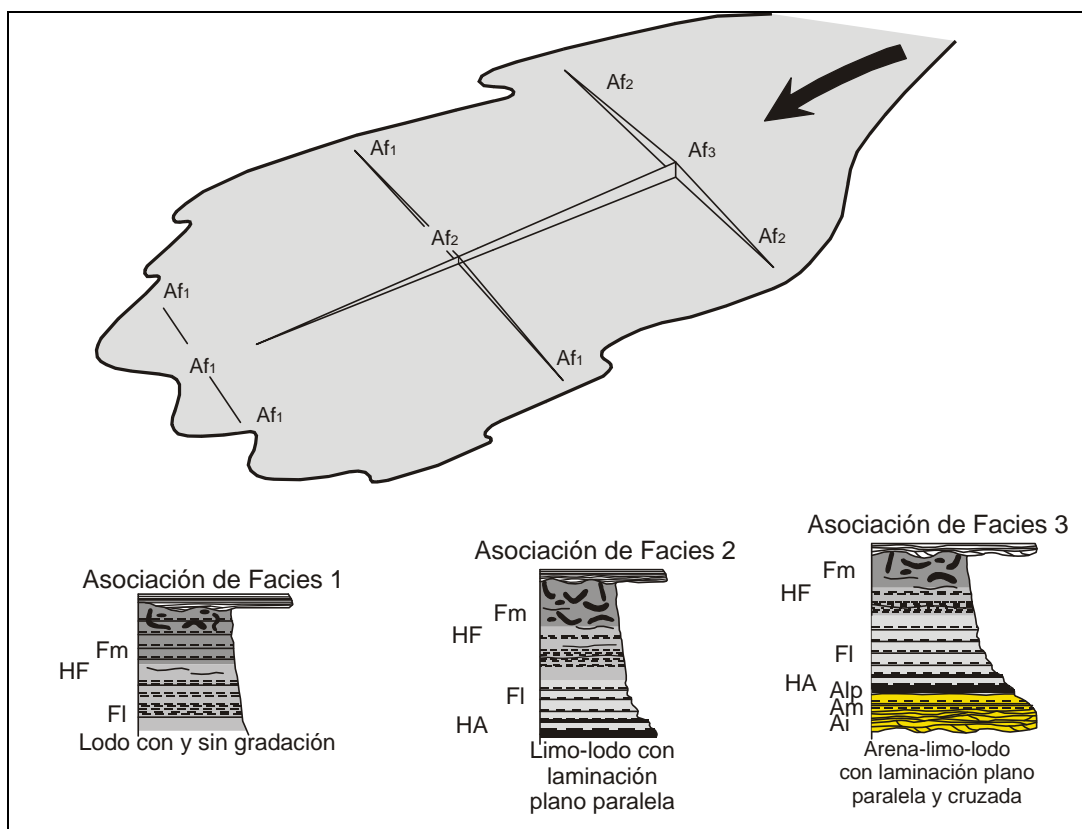 Af2
Af3
Af1
Af2
Af2
Af1
Af1
Af1
Af1
Asociación de Facies 1
Fm
HF
Fl
Lodo con y sin gradación
Asociación de Facies 2
Fm
HF
Fl
HA
Limo-lodo con
laminación
plano paralela
Asociación de Facies 3
Fm
HF
Fl
HA
Alp
Am
Al
Arena-limo-lodo
con laminación plano
paralela y cruzada